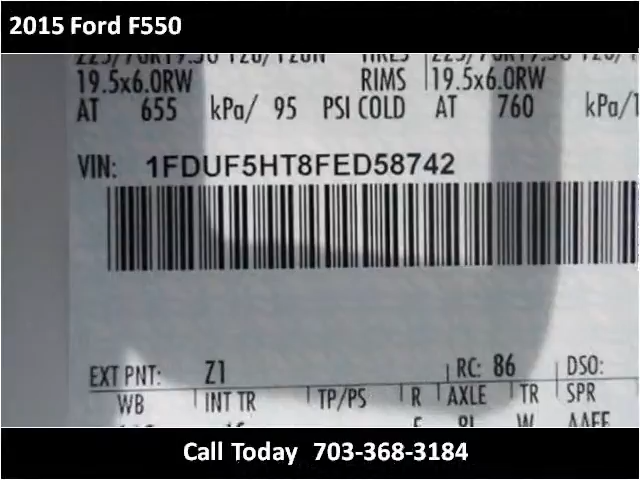 2015 Ford F550
19.5x6.0RW RIMS 19.5x6.0RW
AT 655 kPa/ 95 PSI COLD AT 760 kPa/
VIN: 1FDUF5HT8FED58742
EXT PNT: Z1 RC: 86 DSO:
WB INT TR TP/PS R AXLE TR SPR
Call Today 703-368-3184